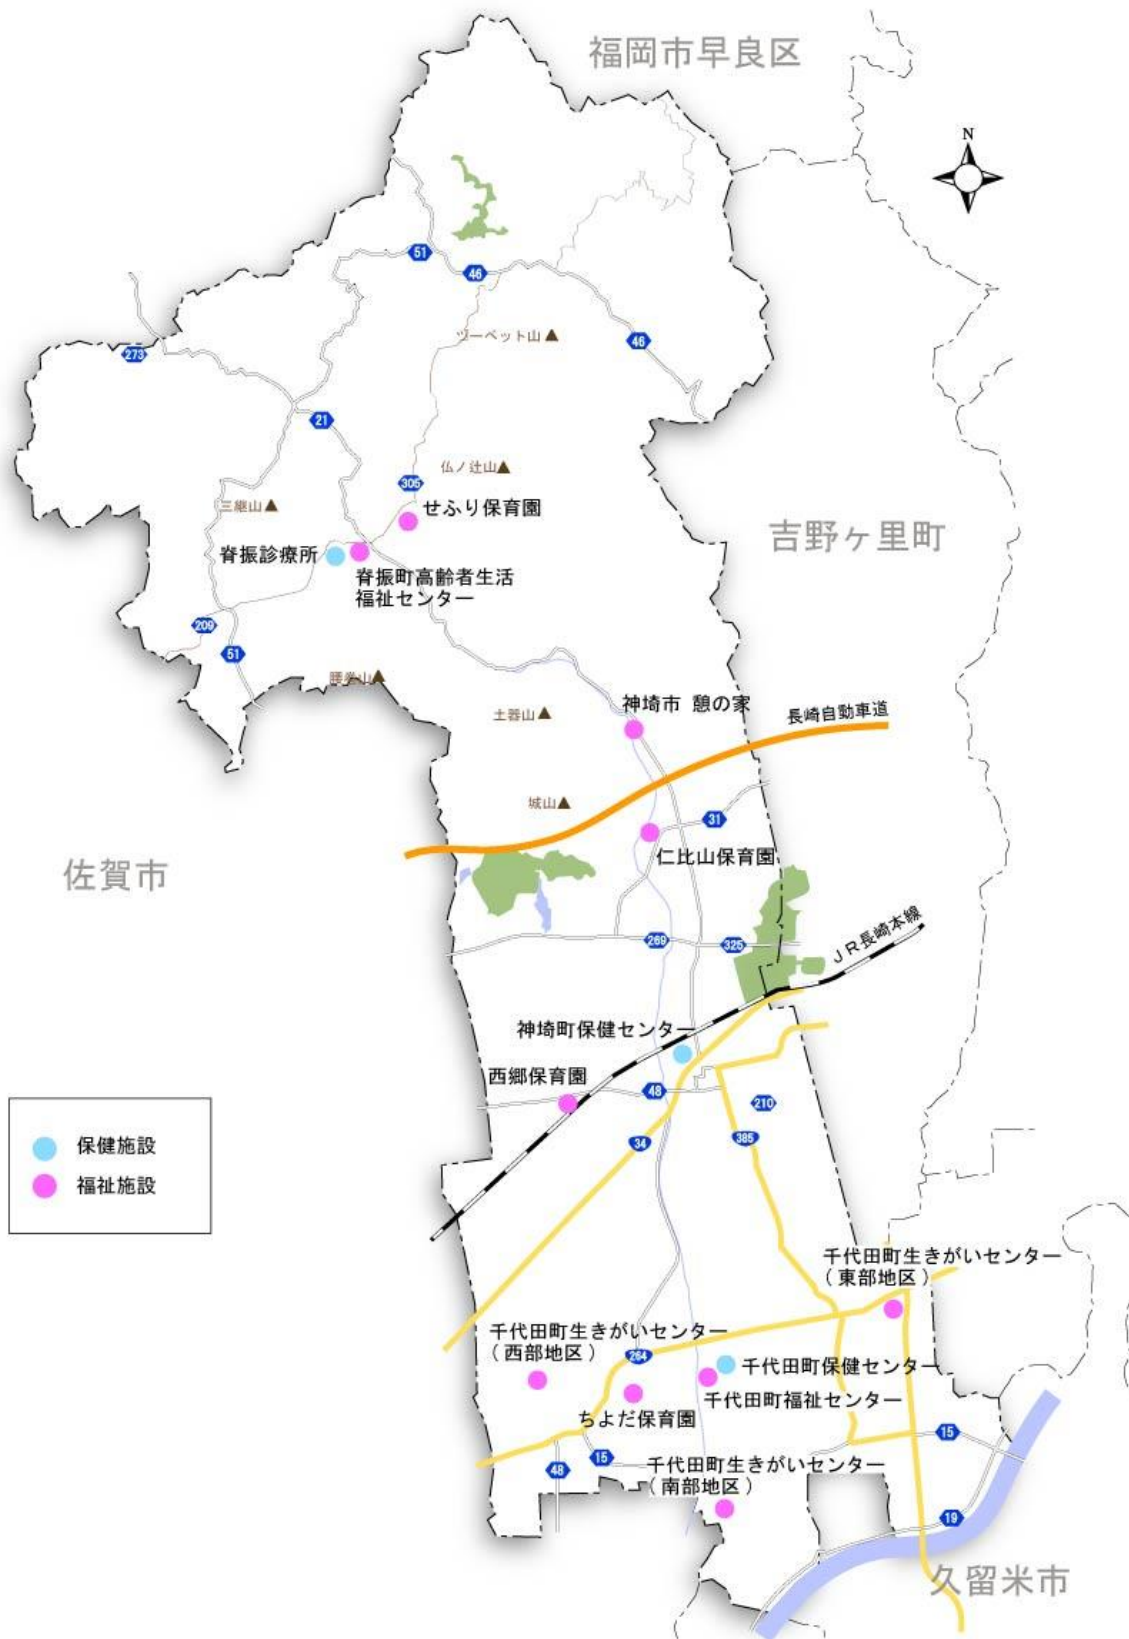 福岡市早良区
N
51
46
ヅーベット山▲
46
273
21
仏ノ辻山▲
305
せふり保育園
三継山▲
吉野ヶ里町
脊振診療所
脊振町高齢者生活
福祉センター
209
51
腰巻山▲
神埼市 憩の家
土器山▲
長崎自動車道
城山▲
31
仁比山保育園
佐賀市
269
325
JR長崎本線
神埼町保健センター
西郷保育園
48
210
34
385
保健施設
福祉施設
千代田町生きがいセンター
(東部地区)
千代田町生きがいセンター
(西部地区)
264
千代田町保健センター
千代田町福祉センター
ちよだ保育園
15
15
48
千代田町生きがいセンター
(南部地区)
19
久留米市